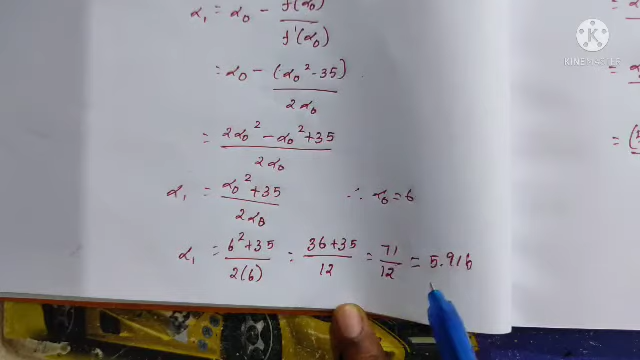 α₁ = α₀ - f(α₀) / f'(α₀)
= α₀ - (α₀² - 35) / 2α₀
= 2α₀² - α₀² + 35 / 2α₀
α₁ = α₀² + 35 / 2α₀ ∴ α₀ = 6
α₁ = 6² + 35 / 2(6) = 36 + 35 / 12 = 71 / 12 = 5.916
KINEMASTER